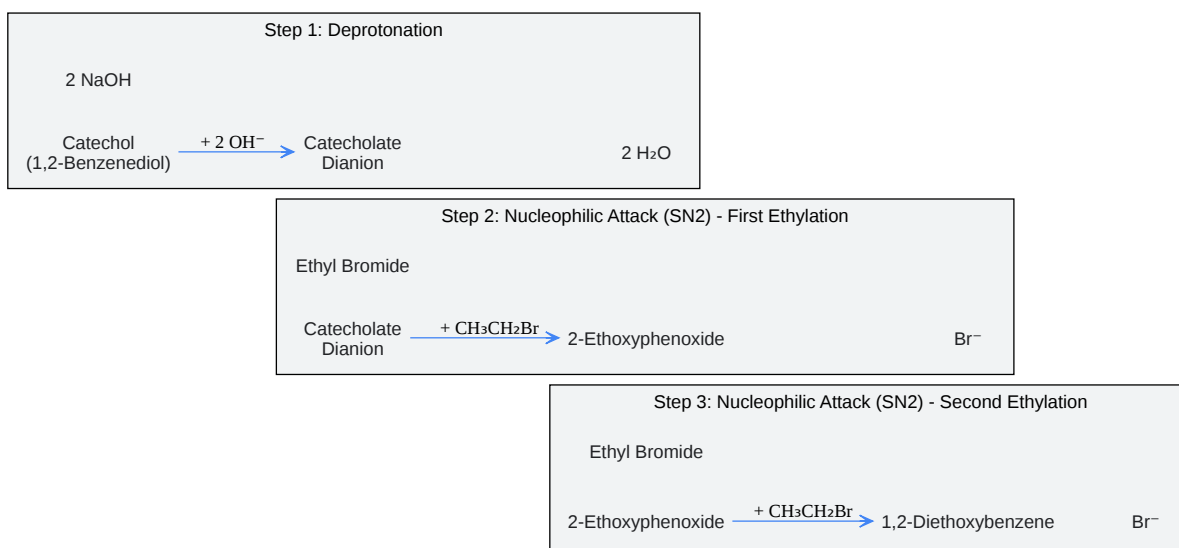 Step 1: Deprotonation
2 NaOH
Catechol
(1,2-Benzenediol)
+ 2 OH⁻
Catecholate
Dianion
2 H₂O
Step 2: Nucleophilic Attack (SN2) - First Ethylation
Ethyl Bromide
Catecholate
Dianion
+ CH₃CH₂Br
2-Ethoxyphenoxide
Br⁻
Step 3: Nucleophilic Attack (SN2) - Second Ethylation
Ethyl Bromide
2-Ethoxyphenoxide
+ CH₃CH₂Br
1,2-Diethoxybenzene
Br⁻